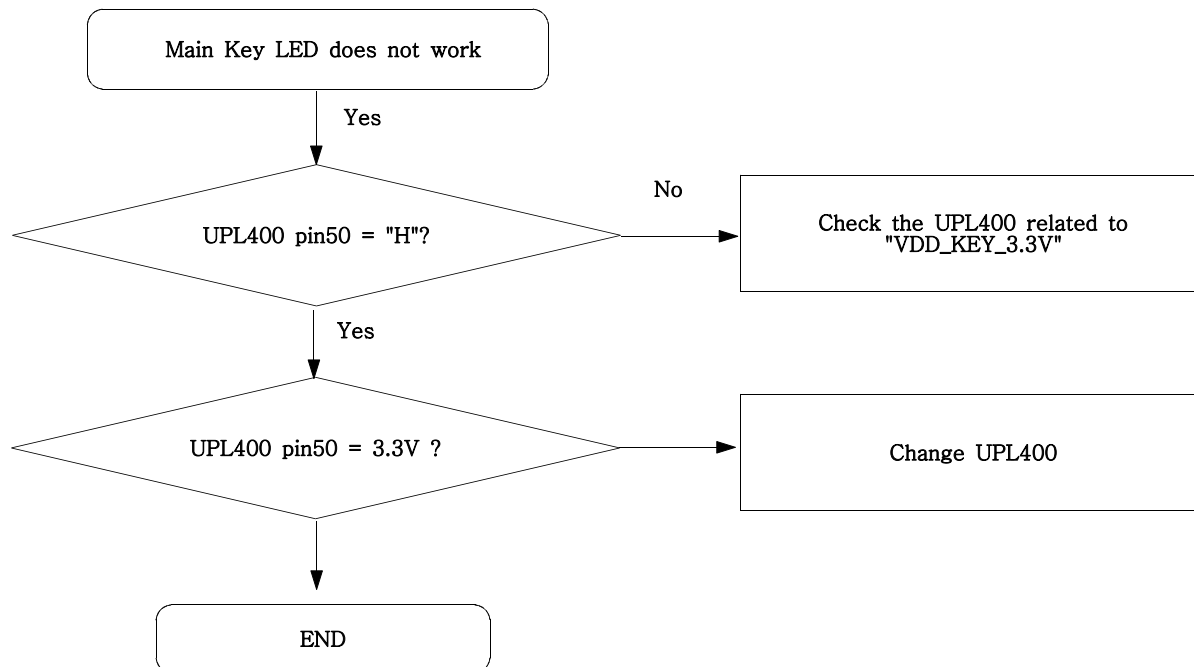 Main Key LED does not work
Yes
UPL400 pin50 = "H"?
No
Check the UPL400 related to
"VDD_KEY_3.3V"
Yes
UPL400 pin50 = 3.3V ?
Change UPL400
END